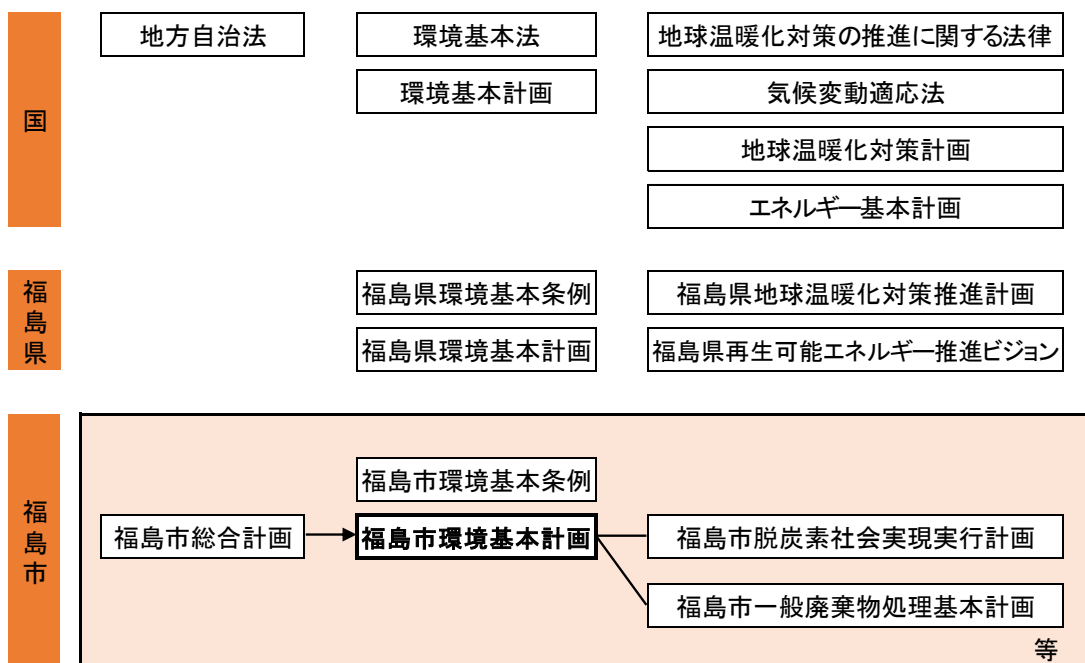 国
地方自治法
環境基本法
地球温暖化対策の推進に関する法律
環境基本計画
気候変動適応法
地球温暖化対策計画
エネルギー基本計画
福島県
福島県環境基本条例
福島県地球温暖化対策推進計画
福島県環境基本計画
福島県再生可能エネルギー推進ビジョン
福島市
福島市環境基本条例
福島市総合計画
福島市環境基本計画
福島市脱炭素社会実現実行計画
福島市一般廃棄物処理基本計画
等